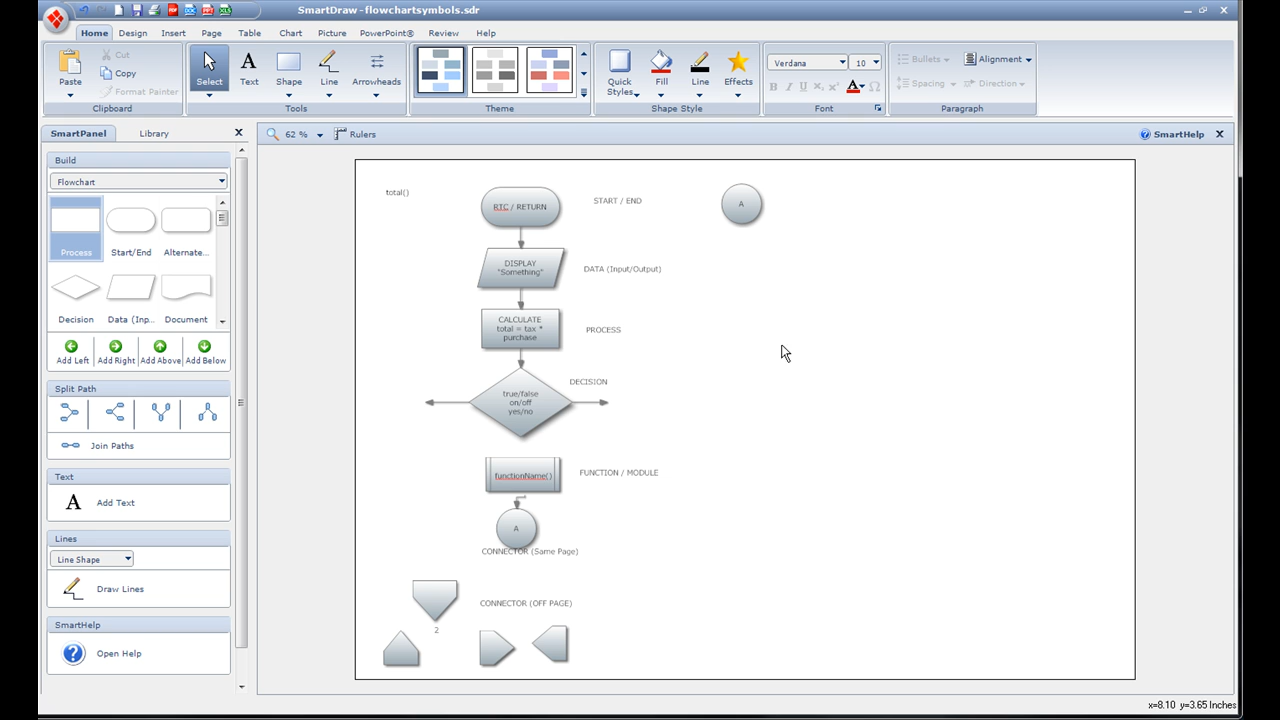 SmartDraw - flowchartsymbols.sdr
Home Design Insert Page Table Chart Picture PowerPoint® Review Help
Paste
Cut
Copy
Format Painter
Clipboard
Select Text Shape Line Arrowheads
Tools
Theme
Quick Styles
Fill Line Effects
Shape Style
Verdana 10
B I U
Font
Bullets Alignment
Spacing Direction
Paragraph
SmartPanel Library
62 % Rulers
SmartHelp
Build
Flowchart
Process Start/End Alternate...
Decision Data (Inp... Document
Add Left Add Right Add Above Add Below
Split Path
Join Paths
Text
A Add Text
Lines
Line Shape
Draw Lines
SmartHelp
? Open Help
total()
RTC / RETURN
START / END
A
DISPLAY
"Something"
DATA (Input/Output)
CALCULATE
total = tax *
purchase
PROCESS
DECISION
true/false
on/off
yes/no
functionName()
FUNCTION / MODULE
A
CONNECTOR (Same Page)
CONNECTOR (OFF PAGE)
2
x=8.10 y=3.65 Inches